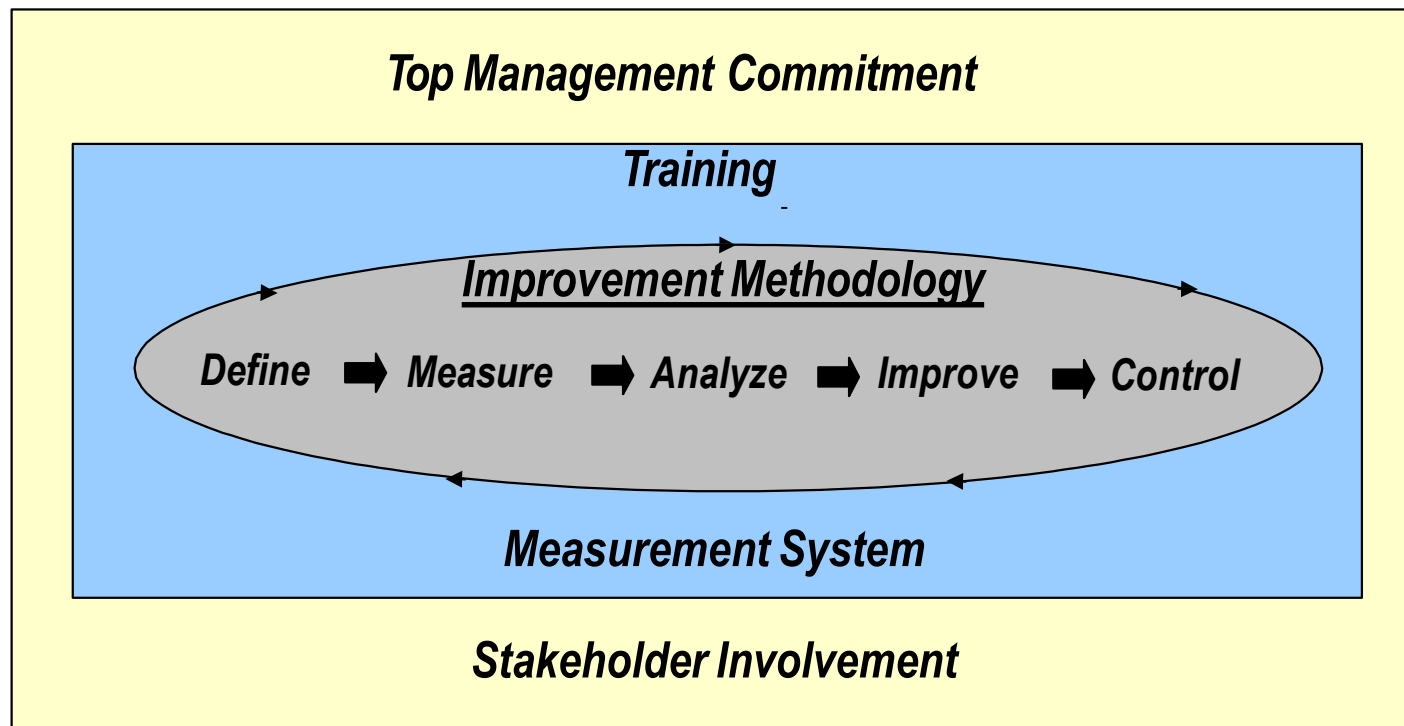 Top Management Commitment
Training
-
Improvement Methodology
Define Measure Analyze Improve Control
Measurement System
Stakeholder Involvement